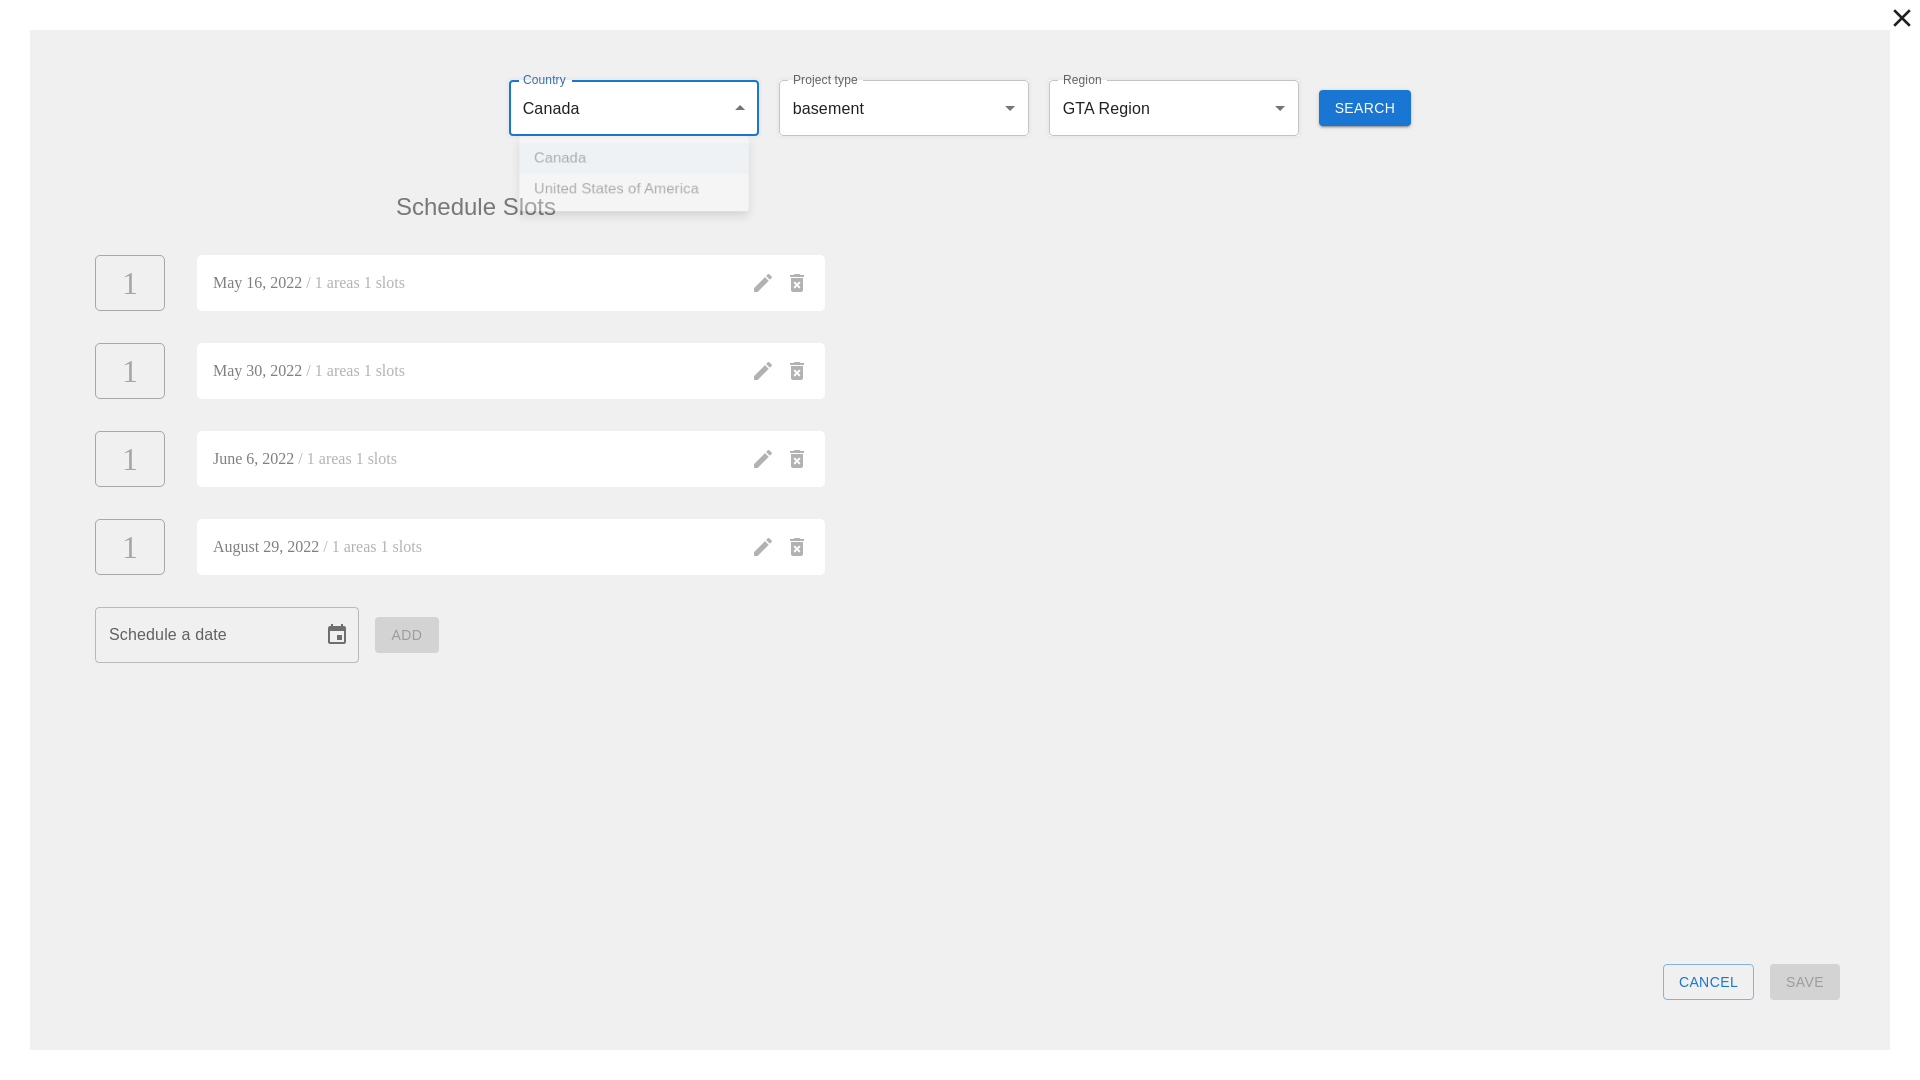 Country
Canada
Project type
basement
Region
GTA Region
SEARCH
Canada
United States of America
Schedule Slots
1
May 16, 2022 / 1 areas 1 slots
1
May 30, 2022 / 1 areas 1 slots
1
June 6, 2022 / 1 areas 1 slots
1
August 29, 2022 / 1 areas 1 slots
Schedule a date
ADD
CANCEL
SAVE